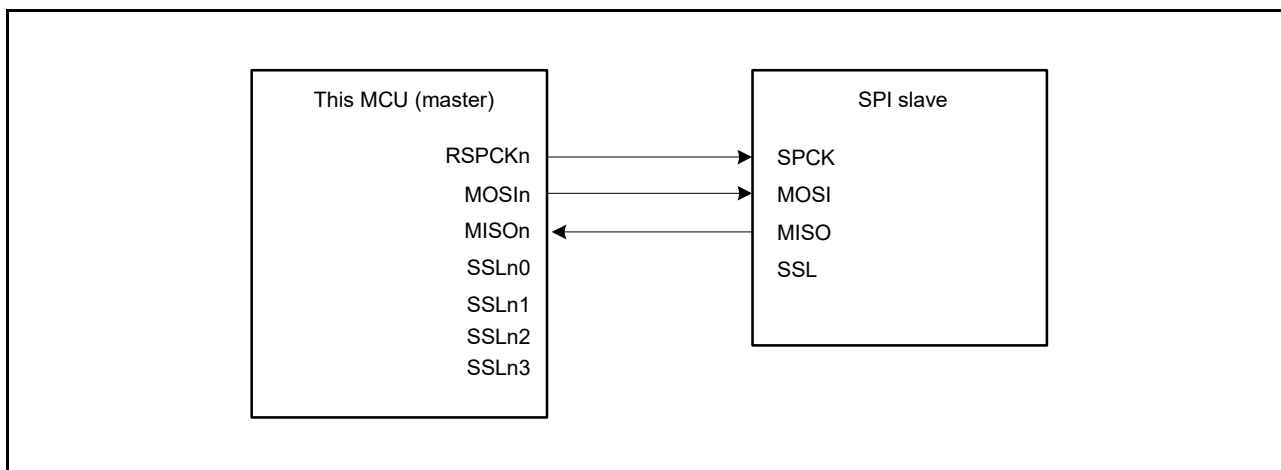 This MCU (master)
RSPCKn
MOSIn
MISOn
SSLn0
SSLn1
SSLn2
SSLn3
SPI slave
SPCK
MOSI
MISO
SSL